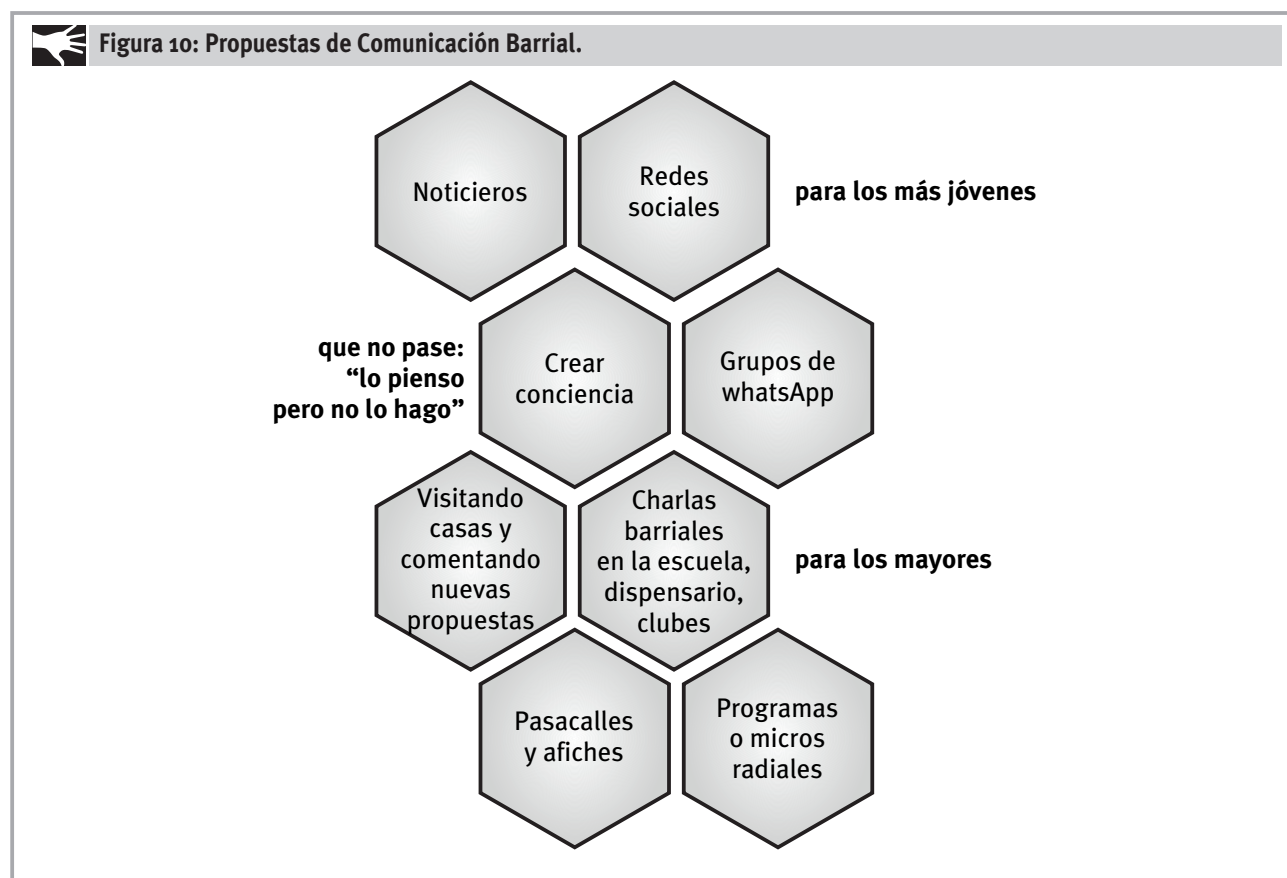 Figura 10: Propuestas de Comunicación Barrial.
Noticieros
Redes
sociales
para los más jóvenes
que no pase:
“lo pienso
pero no lo hago”
Crear
conciencia
Grupos de
whatsApp
Visitando
casas y
comentando
nuevas
propuestas
Charlas
barriales
en la escuela,
dispensario,
clubes
para los mayores
Pasacalles
y afiches
Programas
o micros
radiales